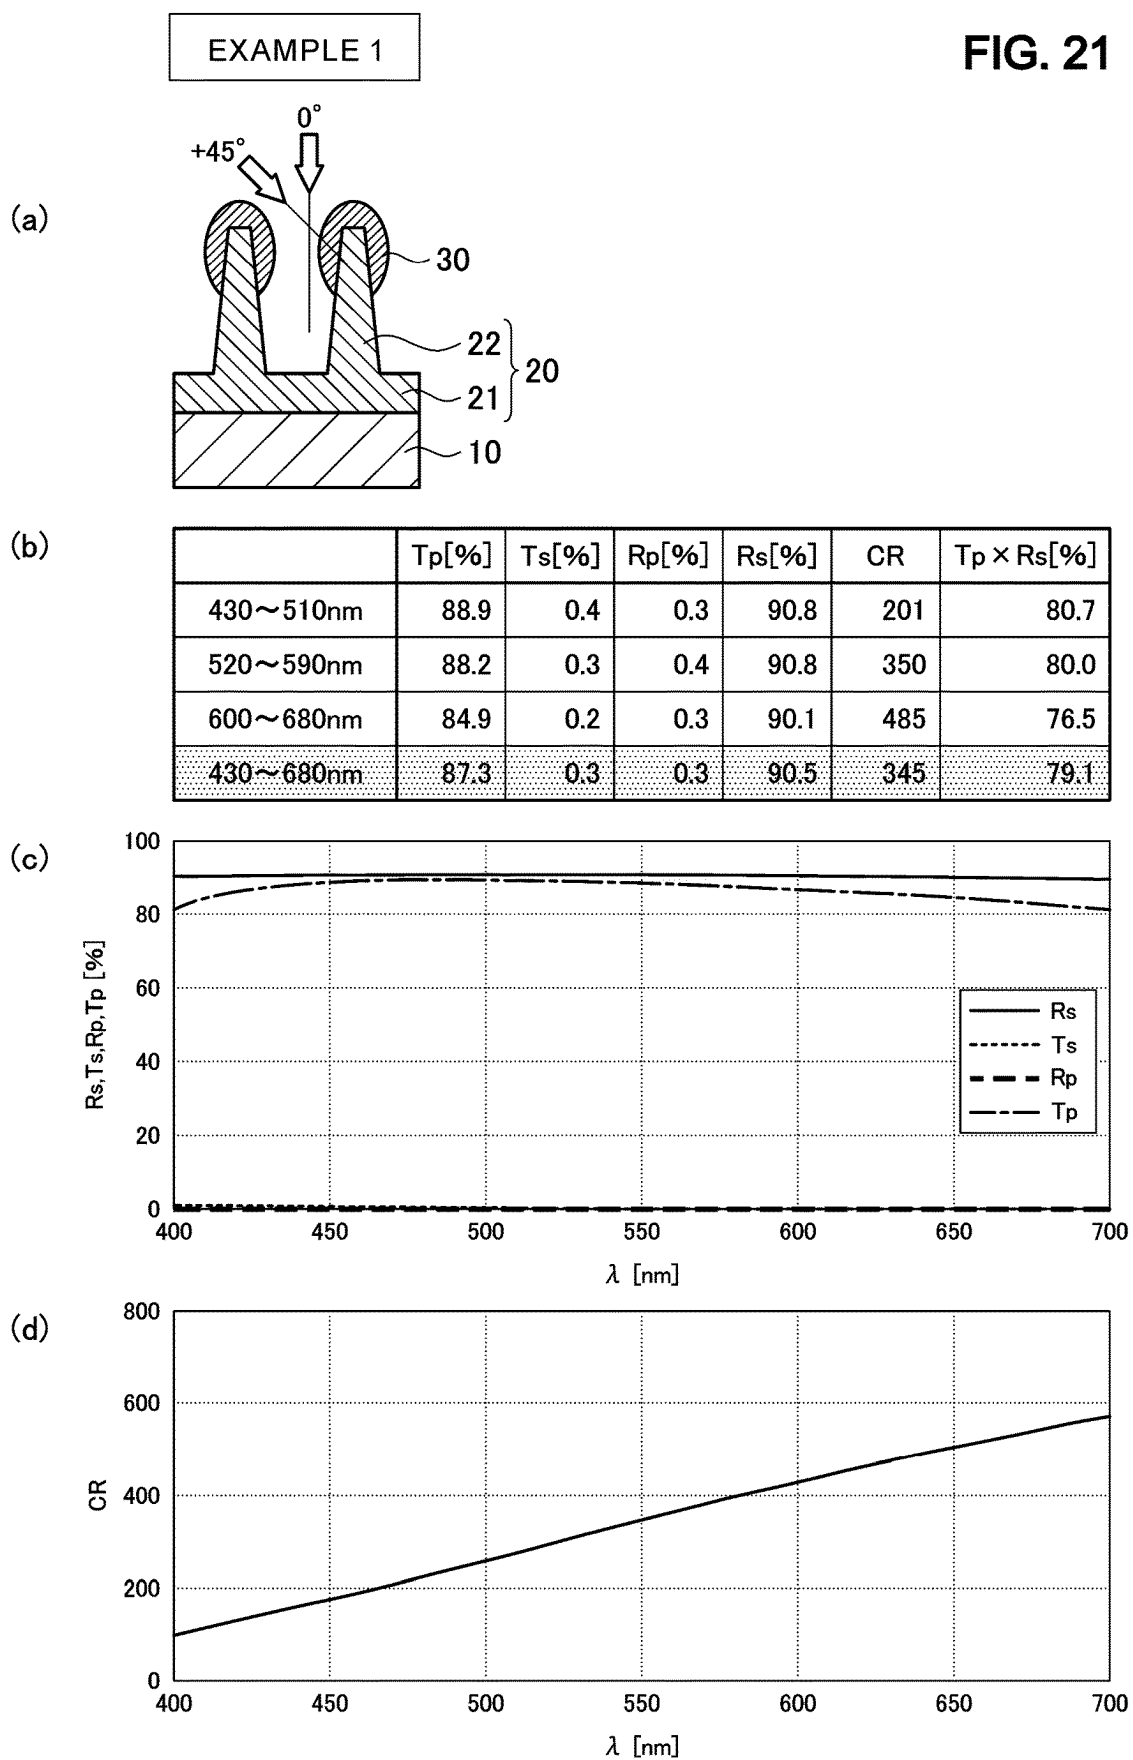 EXAMPLE 1
FIG. 21
(a)
0°
+45°
30
22
20
21
10
(b)
Tp[%] Ts[%] Rp[%] Rs[%] CR Tp × Rs[%]
430～510nm 88.9 0.4 0.3 90.8 201 80.7
520～590nm 88.2 0.3 0.4 90.8 350 80.0
600～680nm 84.9 0.2 0.3 90.1 485 76.5
430～680nm 87.3 0.3 0.3 90.5 345 79.1
(c)
Rs,Ts,Rp,Tp [%]
100
80
60
40
20
0
Rs
Ts
Rp
Tp
400 450 500 550 600 650 700
λ [nm]
(d)
CR
800
600
400
200
0
400 450 500 550 600 650 700
λ [nm]